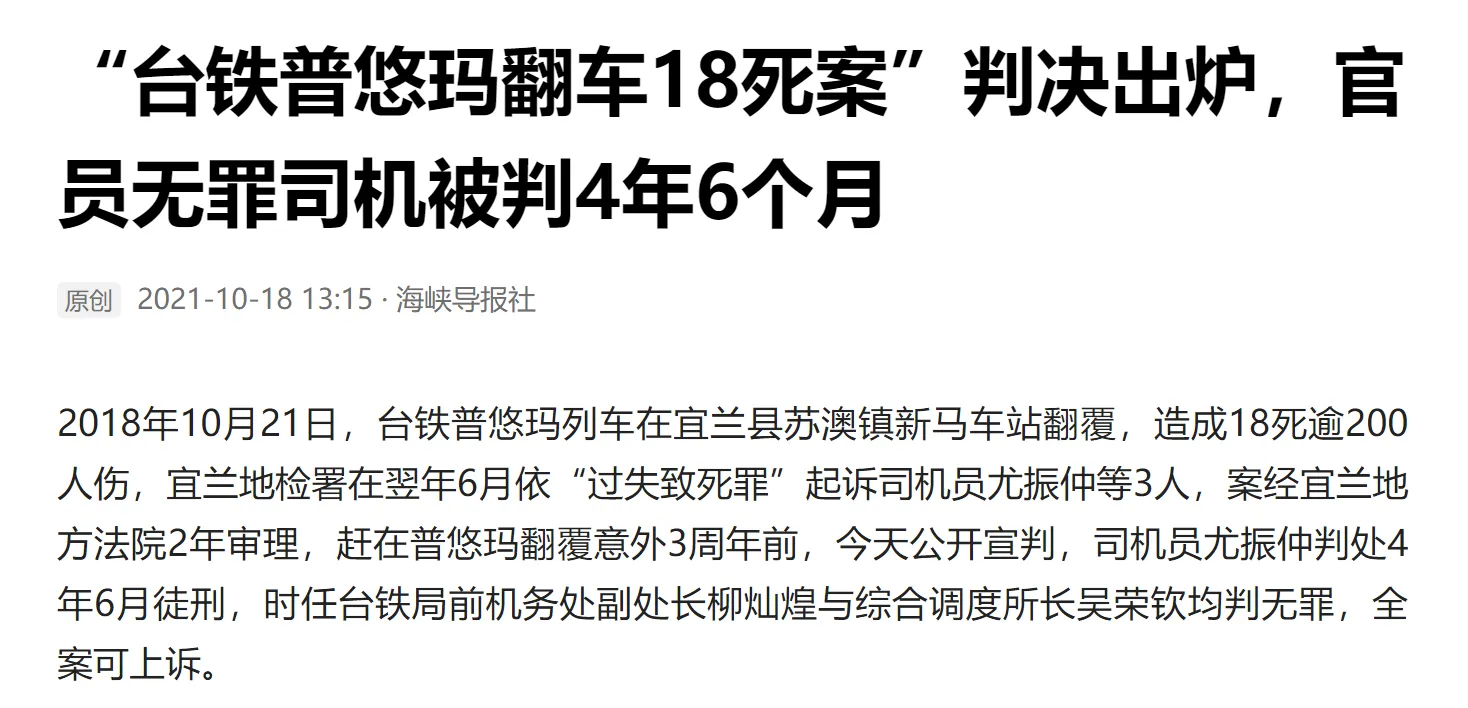 “台铁普悠玛翻车18死案”判决出炉，官
员无罪司机被判4年6个月
原创 2021-10-18 13:15 · 海峡导报社
2018年10月21日，台铁普悠玛列车在宜兰县苏澳镇新马车站翻覆，造成18死逾200
人伤，宜兰地检署在翌年6月依“过失致死罪”起诉司机员尤振仲等3人，案经宜兰地
方法院2年审理，赶在普悠玛翻覆意外3周年前，今天公开宣判，司机员尤振仲判处4
年6月徒刑，时任台铁局前机务处副处长柳灿煌与综合调度所长吴荣钦均判无罪，全
案可上诉。